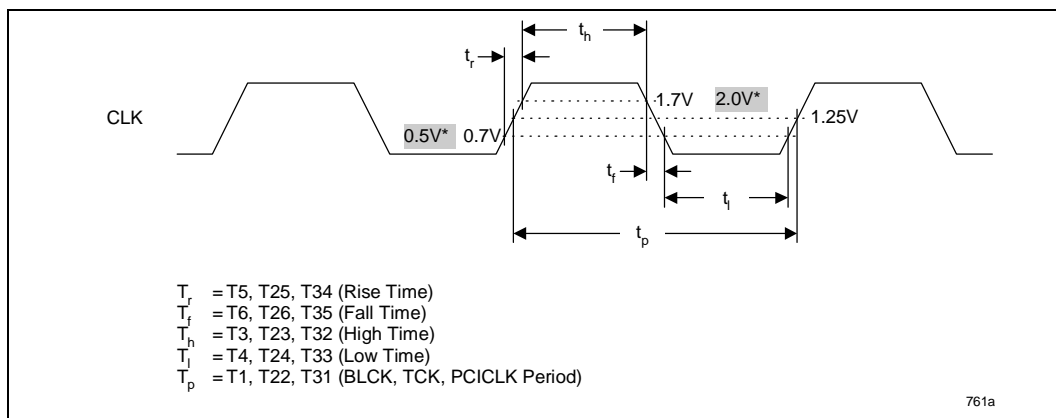 t_h
t_r
CLK
1.7V 2.0V*
1.25V
0.5V* 0.7V
t_f
t_l
t_p
T_r = T5, T25, T34 (Rise Time)
T_f = T6, T26, T35 (Fall Time)
T_h = T3, T23, T32 (High Time)
T_l = T4, T24, T33 (Low Time)
T_p = T1, T22, T31 (BLCK, TCK, PCICLK Period)
761a